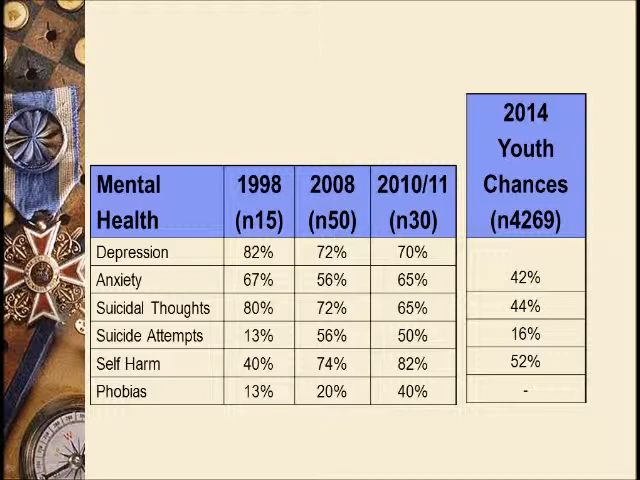 2014
Youth
Chances
(n4269)
Mental Health 1998 (n15) 2008 (n50) 2010/11 (n30)
Depression 82% 72% 70%
Anxiety 67% 56% 65% 42%
Suicidal Thoughts 80% 72% 65% 44%
Suicide Attempts 13% 56% 50% 16%
Self Harm 40% 74% 82% 52%
Phobias 13% 20% 40% -